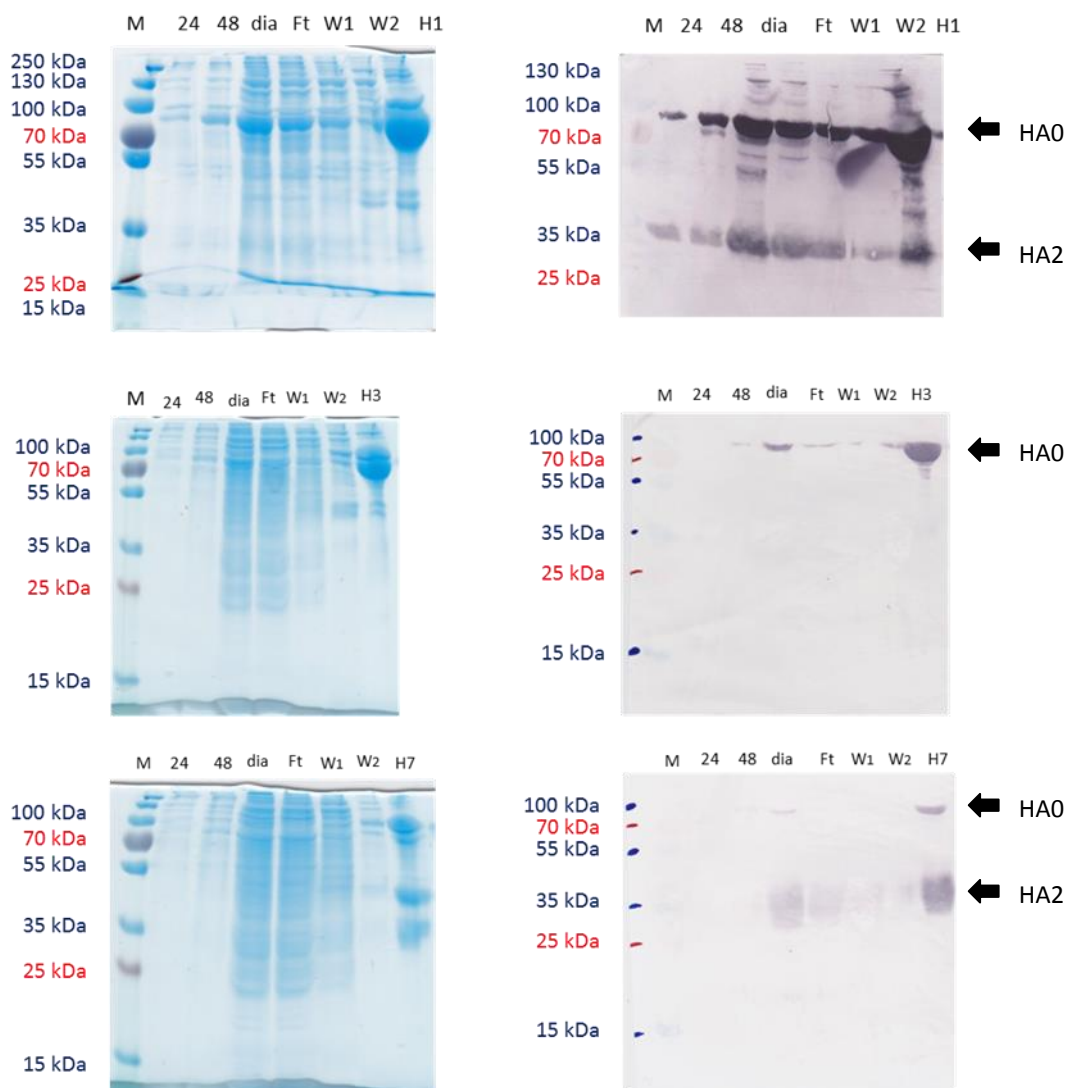 M 24 48 dia Ft W1 W2 H1
250 kDa
130 kDa
100 kDa
70 kDa
55 kDa
35 kDa
25 kDa
15 kDa
M 24 48 dia Ft W1 W2 H1
130 kDa
100 kDa
70 kDa
55 kDa
35 kDa
25 kDa
HA0
HA2
M 24 48 dia Ft W1 W2 H3
100 kDa
70 kDa
55 kDa
35 kDa
25 kDa
15 kDa
M 24 48 dia Ft W1 W2 H3
100 kDa
70 kDa
55 kDa
35 kDa
25 kDa
15 kDa
HA0
M 24 48 dia Ft W1 W2 H7
100 kDa
70 kDa
55 kDa
35 kDa
25 kDa
15 kDa
M 24 48 dia Ft W1 W2 H7
100 kDa
70 kDa
55 kDa
35 kDa
25 kDa
15 kDa
HA0
HA2